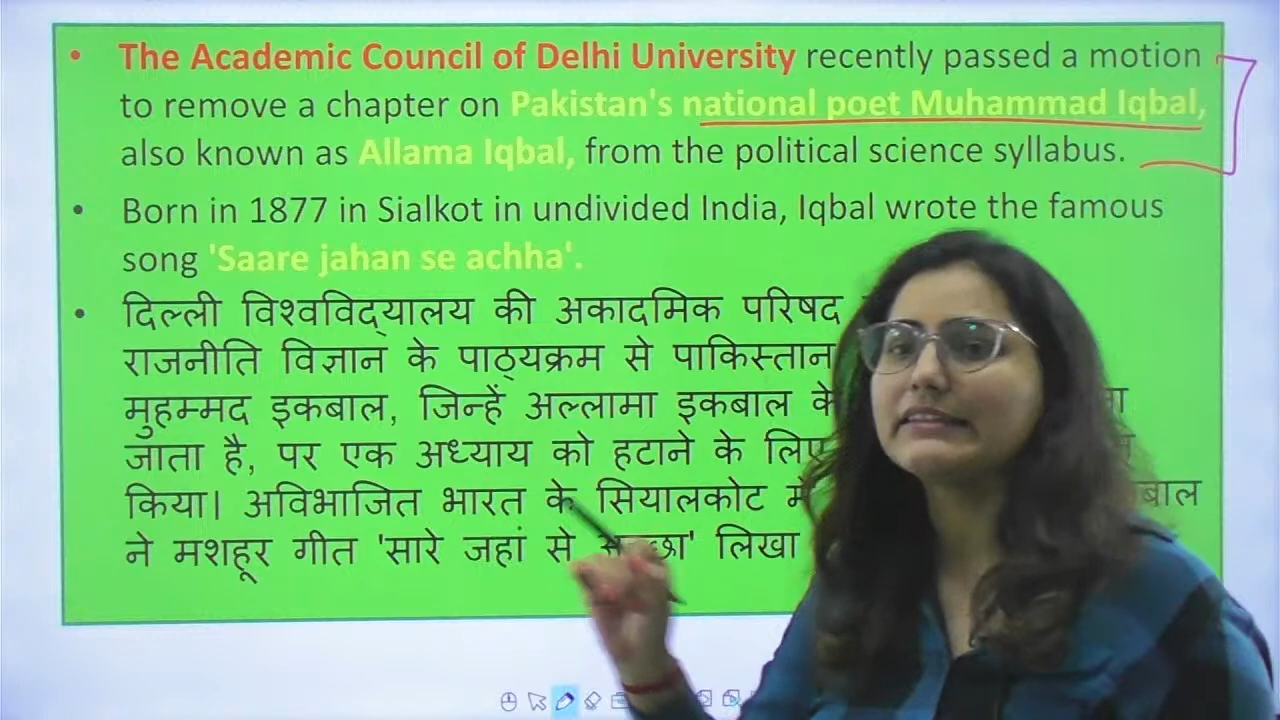 • The Academic Council of Delhi University recently passed a motion
to remove a chapter on Pakistan's national poet Muhammad Iqbal,
also known as Allama Iqbal, from the political science syllabus.
• Born in 1877 in Sialkot in undivided India, Iqbal wrote the famous
song 'Saare jahan se achha'.
• दिल्ली विश्वविद्यालय की अकादमिक परिषद
राजनीति विज्ञान के पाठ्यक्रम से पाकिस्तान
मुहम्मद इकबाल, जिन्हें अल्लामा इकबाल के
जाता है, पर एक अध्याय को हटाने के लिए
किया। अविभाजित भारत के सियालकोट में
ने मशहूर गीत 'सारे जहां से लिखा